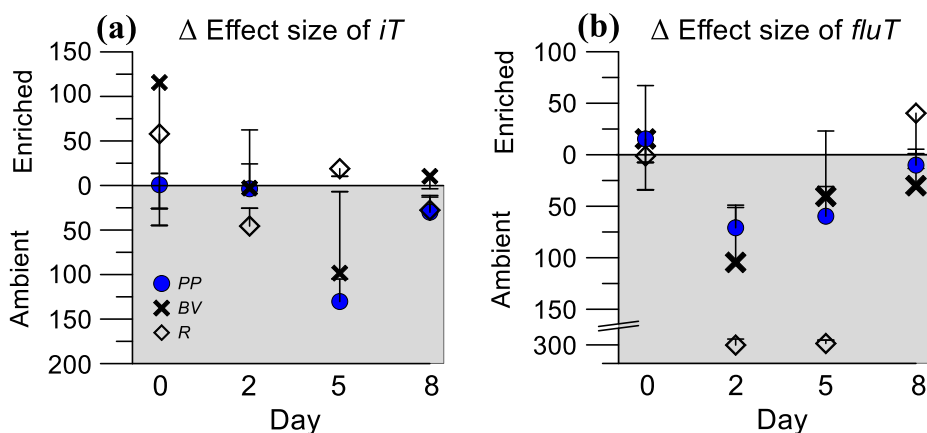 (a) Δ Effect size of iT
150
100
50
0
50
100
150
200
Enriched
Ambient
PP
BV
R
0 2 5 8
Day
(b) Δ Effect size of fluT
100
50
0
50
100
150
300
Enriched
Ambient
0 2 5 8
Day